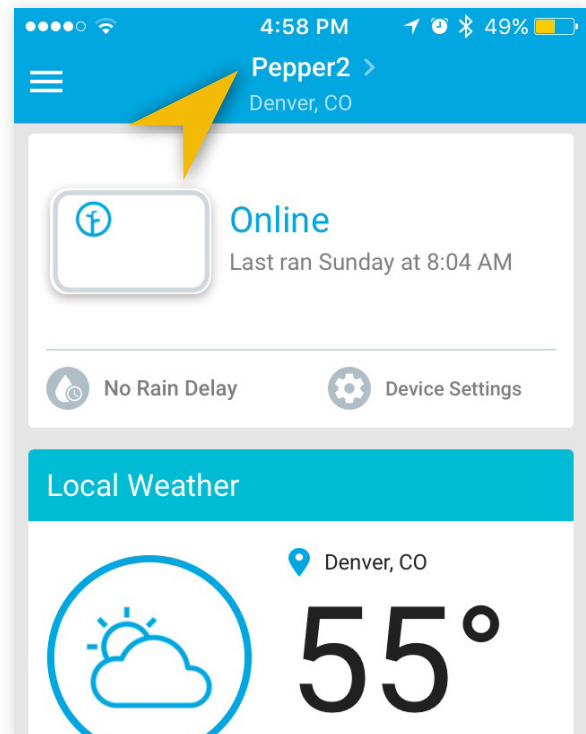 4:58 PM 49%
Pepper2 >
Denver, CO
Online
Last ran Sunday at 8:04 AM
No Rain Delay Device Settings
Local Weather
Denver, CO
55°